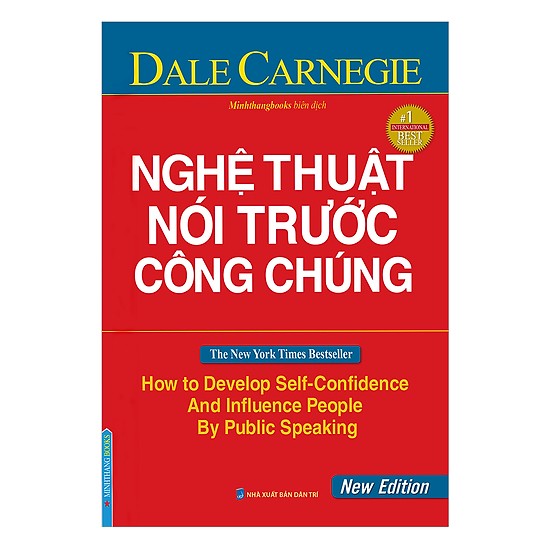 DALE CARNEGIE
Minhthangbooks biên dịch
#1
INTERNATIONAL
BEST
SELLER
NGHỆ THUẬT
NÓI TRƯỚC
CÔNG CHÚNG
The New York Times Bestseller
How to Develop Self-Confidence
And Influence People
By Public Speaking
MINHTHANGBOOKS
NHÀ XUẤT BẢN DÂN TRÍ
New Edition